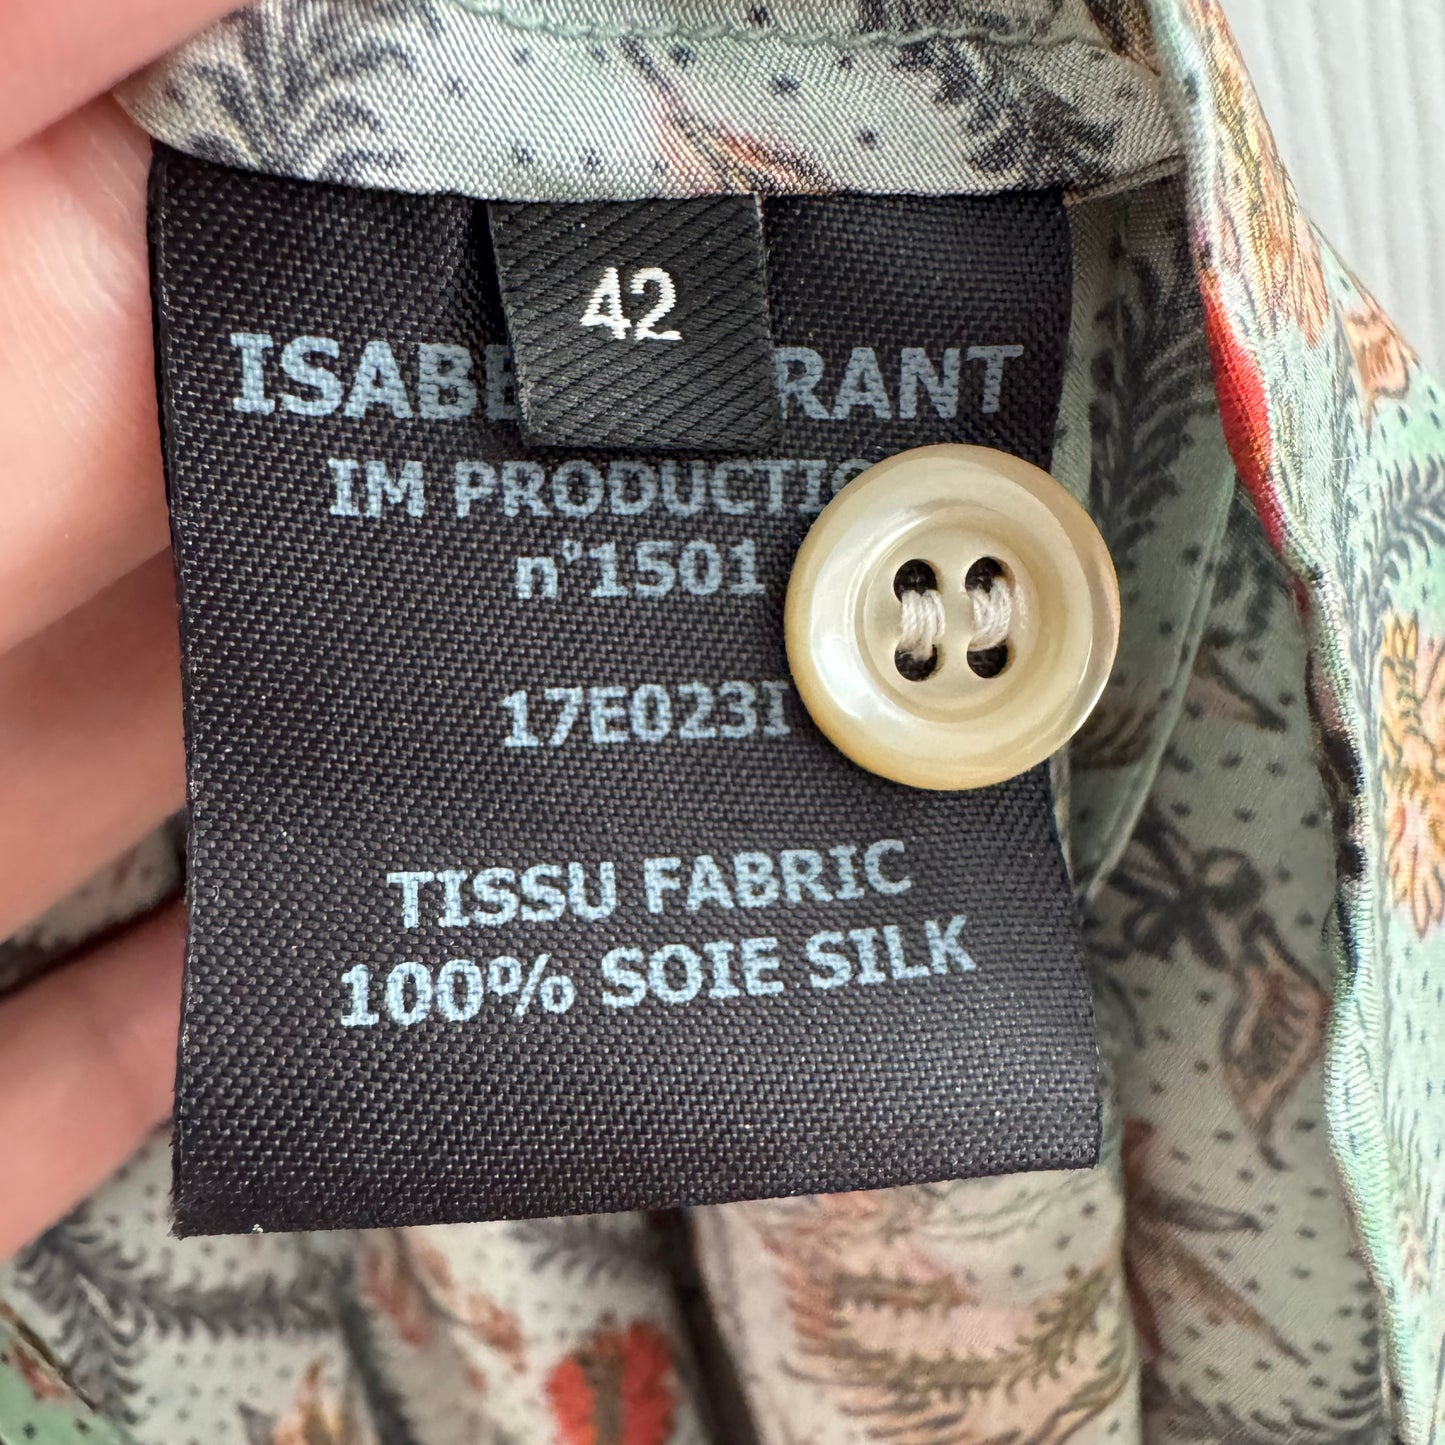 42
ISABE RANT
IM PRODUCTIO
n°1501
17E023I
TISSU FABRIC
100% SOIE SILK